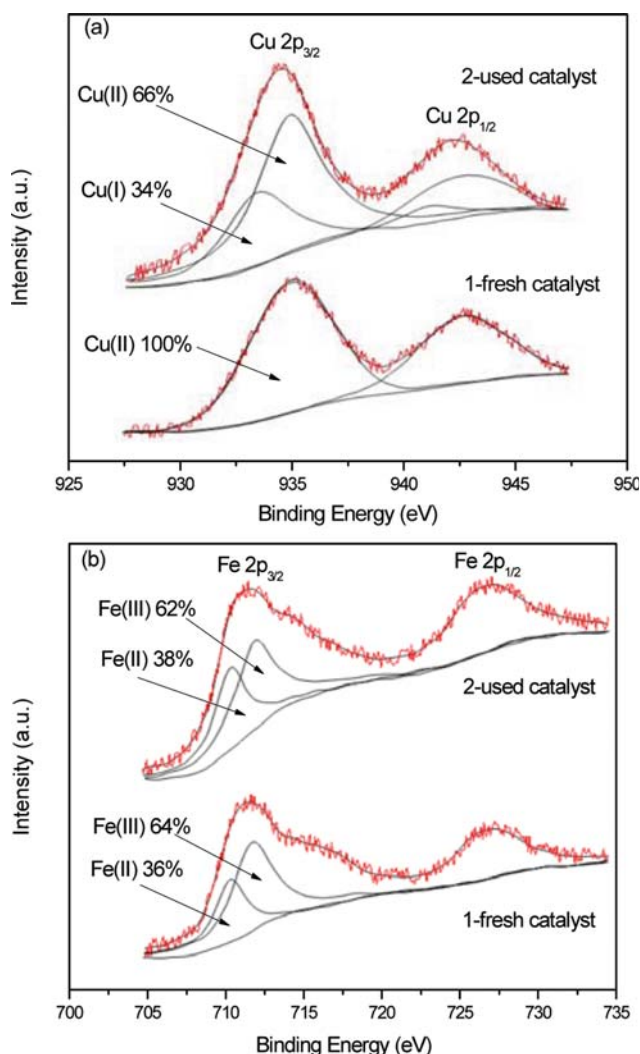 (a)
Cu 2p3/2
2-used catalyst
Cu(II) 66%
Cu 2p1/2
Cu(I) 34%
1-fresh catalyst
Cu(II) 100%
Intensity (a.u.)
925 930 935 940 945 950
Binding Energy (eV)
(b)
Fe 2p3/2
Fe 2p1/2
Fe(III) 62%
Fe(II) 38%
2-used catalyst
Fe(III) 64%
Fe(II) 36%
1-fresh catalyst
Intensity (a.u.)
700 705 710 715 720 725 730 735
Binding Energy (eV)